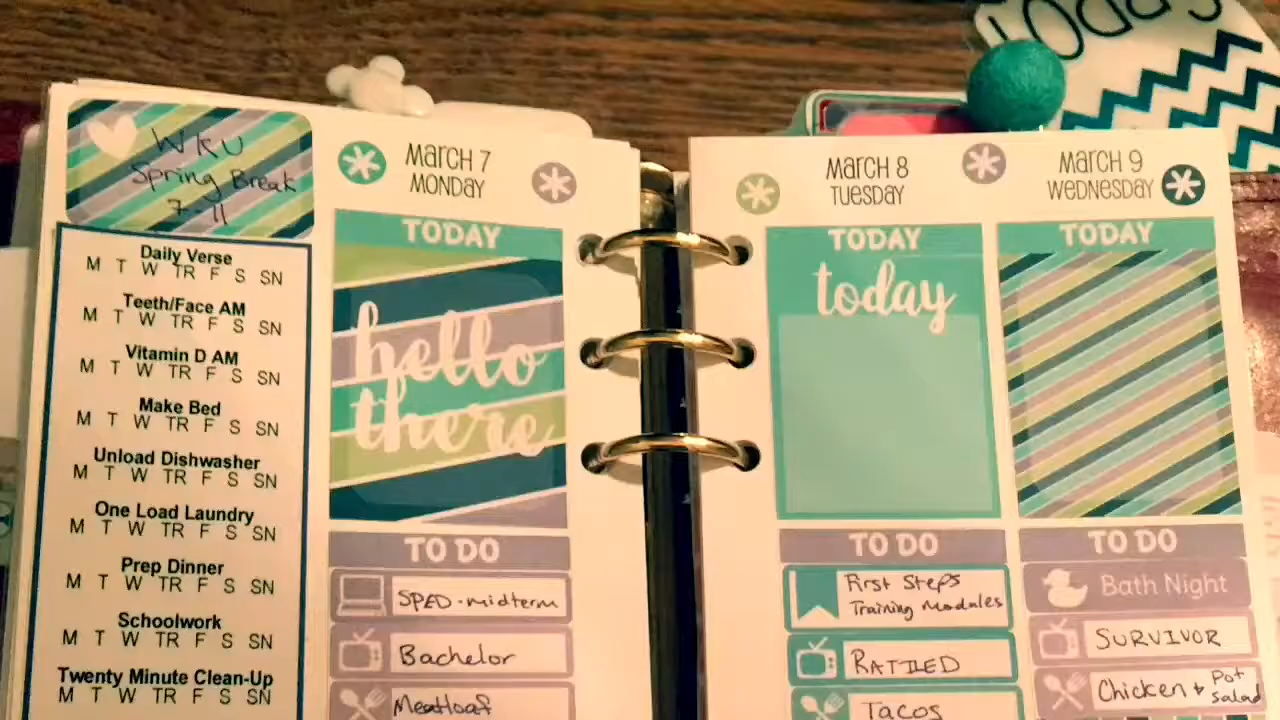 WKU
Spring Break
7-11
Daily Verse
M T W TR F S SN
Teeth/Face AM
M T W TR F S SN
Vitamin D AM
M T W TR F S SN
Make Bed
M T W TR F S SN
Unload Dishwasher
M T W TR F S SN
One Load Laundry
M T W TR F S SN
Prep Dinner
M T W TR F S SN
Schoolwork
M T W TR F S SN
Twenty Minute Clean-Up
M T W TR F S SN
March 7
MONDAY
TODAY
hello
there
TO DO
SPED-midterm
Bachelor
Meatloaf
March 8
TUESDAY
TODAY
today
TO DO
First Steps
Training Modules
RATILED
Tacos
March 9
WEDNESDAY
TODAY
TO DO
Bath Night
SURVIVOR
Chicken & Pot
Salad